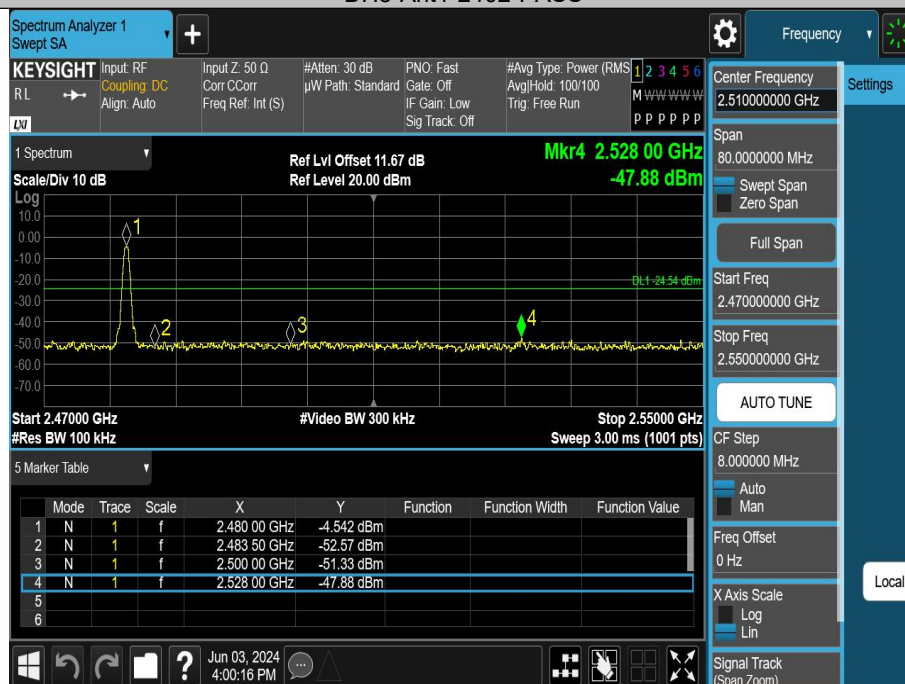 Spectrum Analyzer 1
Swept SA
+
Frequency
KEYSIGHT
RL
LXI
Input: RF
Coupling: DC
Align: Auto
Input Z: 50 Ω
Corr CCorr
Freq Ref: Int (S)
#Atten: 30 dB
µW Path: Standard
PNO: Fast
Gate: Off
IF Gain: Low
Sig Track: Off
#Avg Type: Power (RMS
Avg|Hold: 100/100
Trig: Free Run
1 2 3 4 5 6
M W W W W W
P P P P P P
1 Spectrum
Scale/Div 10 dB
Ref Lvl Offset 11.67 dB
Ref Level 20.00 dBm
Mkr4 2.528 00 GHz
-47.88 dBm
Log
10.0
0.00
-10.0
-20.0
-30.0
-40.0
-50.0
-60.0
-70.0
1
2
3
4
DL1 -24.54 dBm
Start 2.47000 GHz
#Res BW 100 kHz
#Video BW 300 kHz
Stop 2.55000 GHz
Sweep 3.00 ms (1001 pts)
5 Marker Table
Mode Trace Scale X Y Function Function Width Function Value
1 N 1 f 2.480 00 GHz -4.542 dBm
2 N 1 f 2.483 50 GHz -52.57 dBm
3 N 1 f 2.500 00 GHz -51.33 dBm
4 N 1 f 2.528 00 GHz -47.88 dBm
5
6
?
Jun 03, 2024
4:00:16 PM
Center Frequency
2.510000000 GHz
Settings
Span
80.0000000 MHz
Swept Span
Zero Span
Full Span
Start Freq
2.470000000 GHz
Stop Freq
2.550000000 GHz
AUTO TUNE
CF Step
8.000000 MHz
Auto
Man
Freq Offset
0 Hz
Local
X Axis Scale
Log
Lin
Signal Track
(Span Zoom)